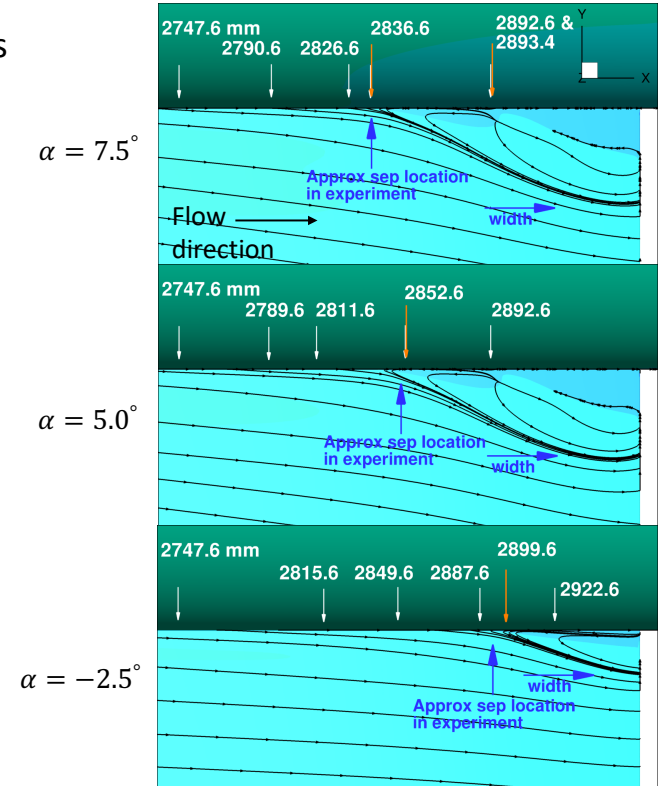 s
2747.6 mm
2790.6
2826.6
2836.6
2892.6 &
2893.4
Y
Z
X
α = 7.5°
Approx sep location
in experiment
width
Flow
direction
2747.6 mm
2789.6
2811.6
2852.6
2892.6
α = 5.0°
Approx sep location
in experiment
width
2747.6 mm
2815.6
2849.6
2887.6
2899.6
2922.6
α = −2.5°
width
Approx sep location
in experiment